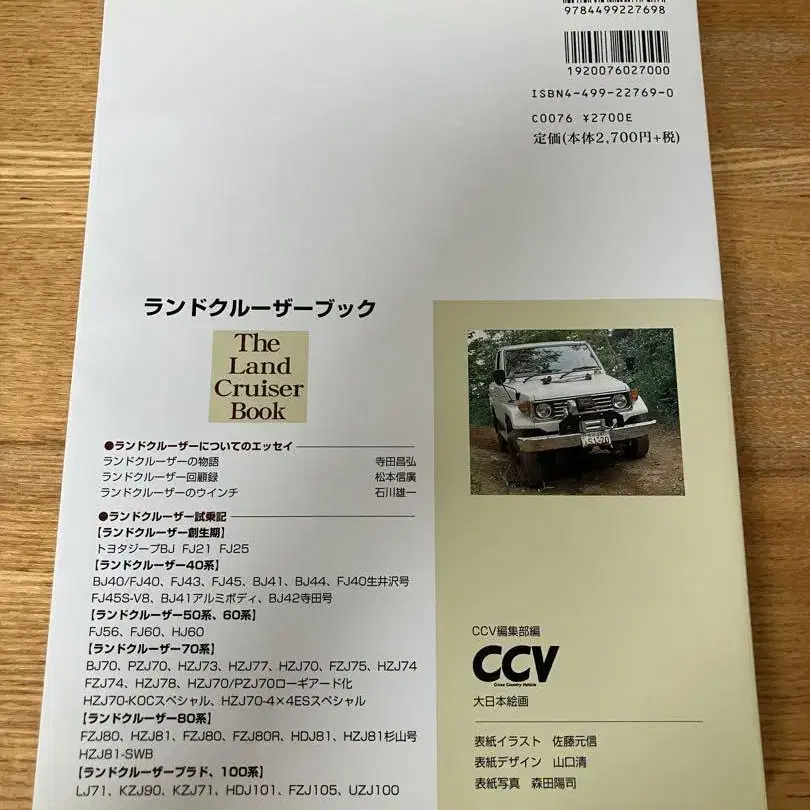 9784499227698
1920076027000
ISBN4-499-22769-0
C0076 ¥2700E
定価(本体2,700円+税)
ランドクルーザーブック
The
Land
Cruiser
Book
●ランドクルーザーについてのエッセイ
ランドクルーザーの物語 寺田昌弘
ランドクルーザー回顧録 松本信廣
ランドクルーザーのウインチ 石川雄一
●ランドクルーザー試乗記
【ランドクルーザー創生期】
トヨタジープBJ FJ21 FJ25
【ランドクルーザー40系】
BJ40/FJ40、FJ43、FJ45、BJ41、BJ44、FJ40生井沢号
FJ45S-V8、BJ41アルミボディ、BJ42寺田号
【ランドクルーザー50系、60系】
FJ56、FJ60、HJ60
【ランドクルーザー70系】
BJ70、PZJ70、HZJ73、HZJ77、HZJ70、FZJ75、HZJ74
FZJ74、HZJ78、HZJ70/PZJ70ローギアード化
HZJ70-KOCスペシャル、HZJ70-4×4ESスペシャル
【ランドクルーザー80系】
FZJ80、HZJ81、FZJ80、FZJ80R、HDJ81、HZJ81杉山号
HZJ81-SWB
【ランドクルーザープラド、100系】
LJ71、KZJ90、KZJ71、HDJ101、FZJ105、UZJ100
CCV編集部編
CCV
Cross Country Vehicle
大日本絵画
表紙イラスト 佐藤元信
表紙デザイン 山口清
表紙写真 森田陽司